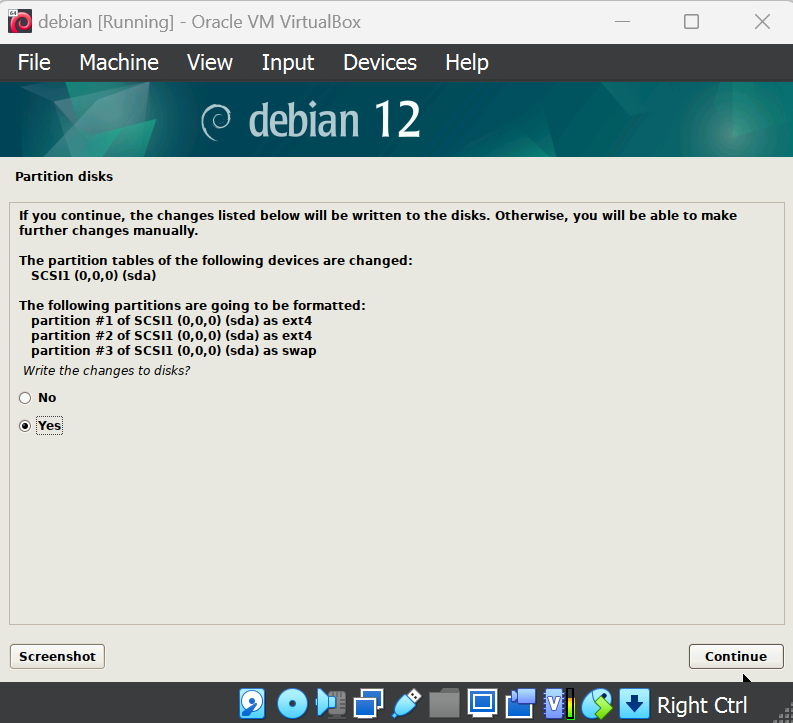 debian [Running] - Oracle VM VirtualBox
File Machine View Input Devices Help
debian 12
Partition disks
If you continue, the changes listed below will be written to the disks. Otherwise, you will be able to make
further changes manually.
The partition tables of the following devices are changed:
SCSI1 (0,0,0) (sda)
The following partitions are going to be formatted:
partition #1 of SCSI1 (0,0,0) (sda) as ext4
partition #2 of SCSI1 (0,0,0) (sda) as ext4
partition #3 of SCSI1 (0,0,0) (sda) as swap
Write the changes to disks?
No
Yes
Screenshot Continue
V Right Ctrl